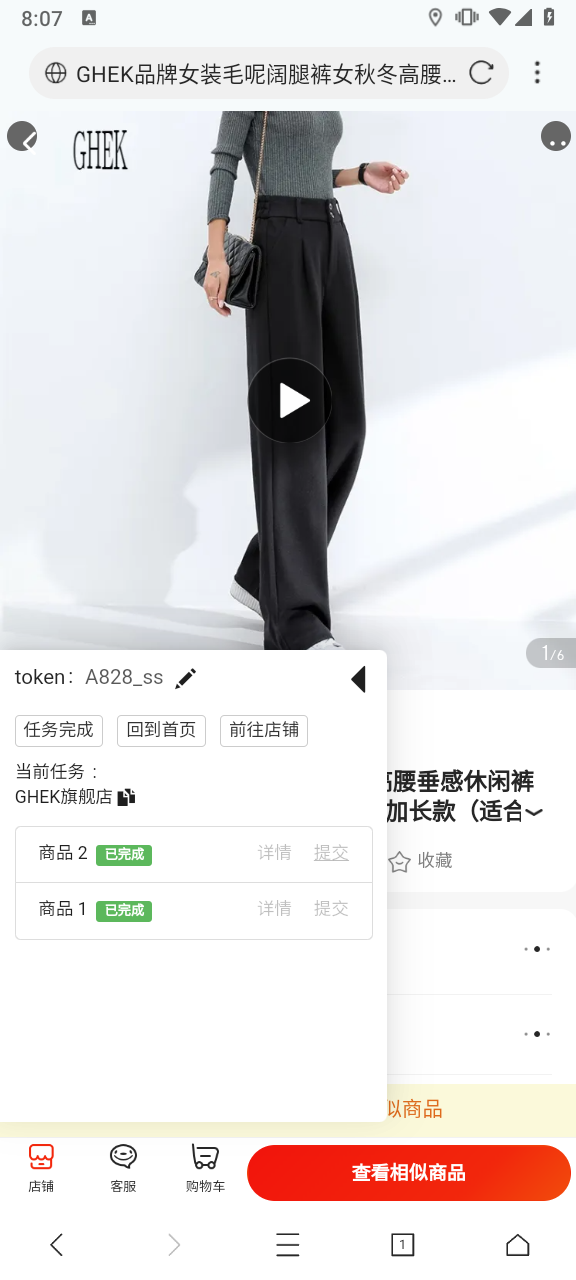 8:07
A
GHEK品牌女装毛呢阔腿裤女秋冬高腰...
GHEK
1/6
token： A828_ss
任务完成 回到首页 前往店铺
当前任务：
GHEK旗舰店
商品 2 已完成 详情 提交
商品 1 已完成 详情 提交
高腰垂感休闲裤
加长款（适合
收藏
似商品
店铺 客服 购物车 查看相似商品
1